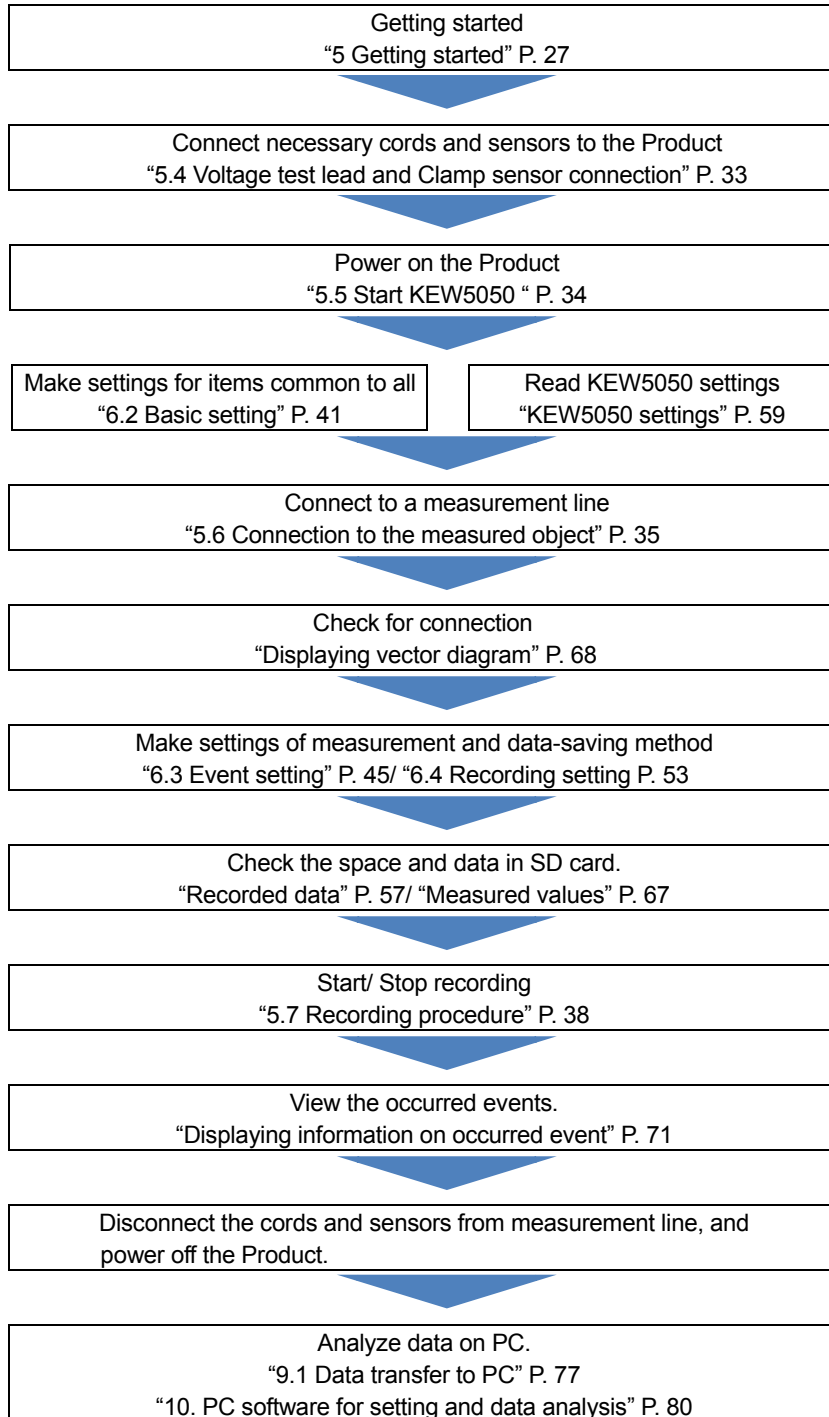 Getting started
“5 Getting started” P. 27
Connect necessary cords and sensors to the Product
“5.4 Voltage test lead and Clamp sensor connection” P. 33
Power on the Product
“5.5 Start KEW5050 “ P. 34
Make settings for items common to all
“6.2 Basic setting” P. 41
Read KEW5050 settings
“KEW5050 settings” P. 59
Connect to a measurement line
“5.6 Connection to the measured object” P. 35
Check for connection
“Displaying vector diagram” P. 68
Make settings of measurement and data-saving method
“6.3 Event setting” P. 45/ “6.4 Recording setting P. 53
Check the space and data in SD card.
“Recorded data” P. 57/ “Measured values” P. 67
Start/ Stop recording
“5.7 Recording procedure” P. 38
View the occurred events.
“Displaying information on occurred event” P. 71
Disconnect the cords and sensors from measurement line, and
power off the Product.
Analyze data on PC.
“9.1 Data transfer to PC” P. 77
“10. PC software for setting and data analysis” P. 80